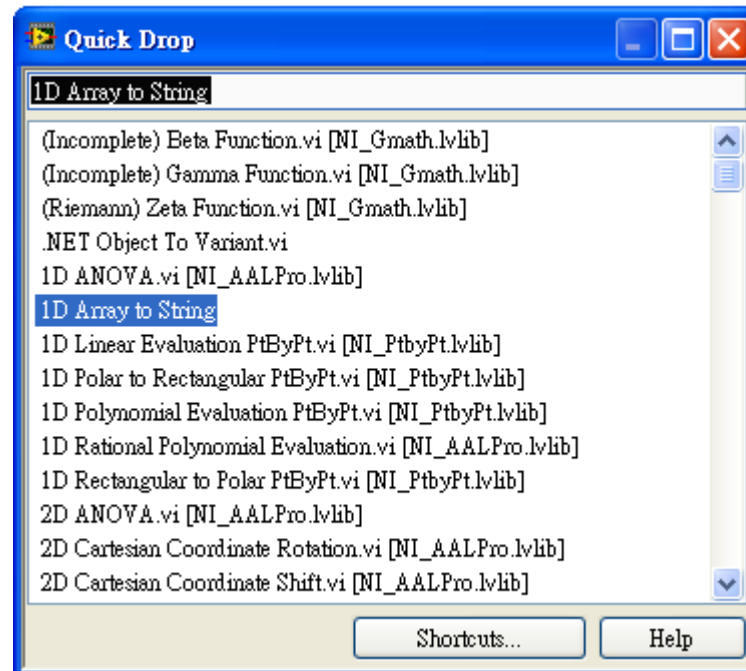 Quick Drop
1D Array to String
(Incomplete) Beta Function.vi [NI_Gmath.lvlib]
(Incomplete) Gamma Function.vi [NI_Gmath.lvlib]
(Riemann) Zeta Function.vi [NI_Gmath.lvlib]
.NET Object To Variant.vi
1D ANOVA.vi [NI_AALPro.lvlib]
1D Array to String
1D Linear Evaluation PtByPt.vi [NI_PtbyPt.lvlib]
1D Polar to Rectangular PtByPt.vi [NI_PtbyPt.lvlib]
1D Polynomial Evaluation PtByPt.vi [NI_PtbyPt.lvlib]
1D Rational Polynomial Evaluation.vi [NI_AALPro.lvlib]
1D Rectangular to Polar PtByPt.vi [NI_PtbyPt.lvlib]
2D ANOVA.vi [NI_AALPro.lvlib]
2D Cartesian Coordinate Rotation.vi [NI_AALPro.lvlib]
2D Cartesian Coordinate Shift.vi [NI_AALPro.lvlib]
Shortcuts... Help